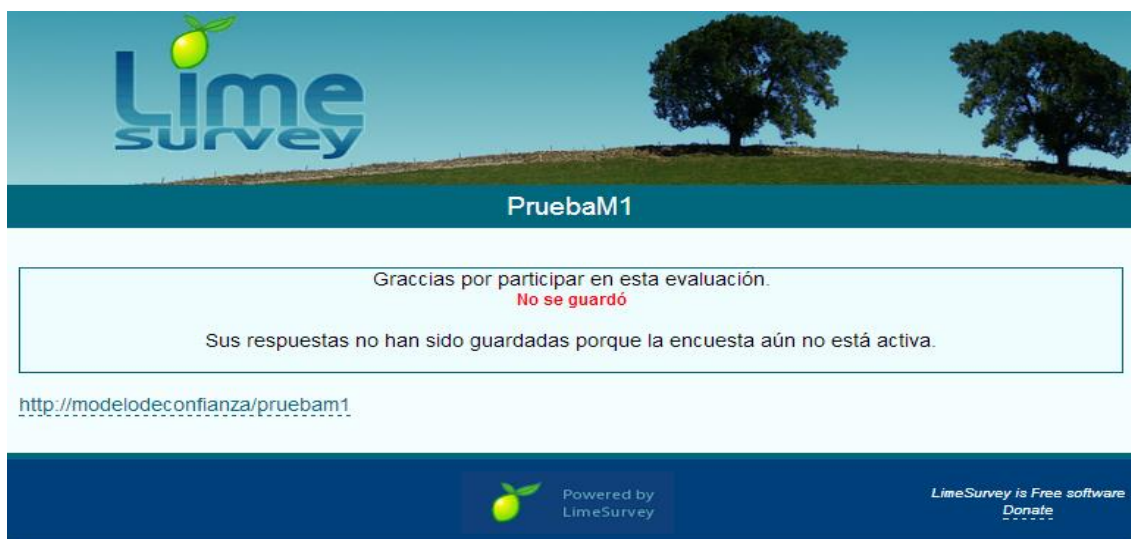 Lime
survey
PruebaM1
Graccias por participar en esta evaluación.
No se guardó
Sus respuestas no han sido guardadas porque la encuesta aún no está activa.
http://modelodeconfianza/pruebam1
Powered by
LimeSurvey
LimeSurvey is Free software
Donate